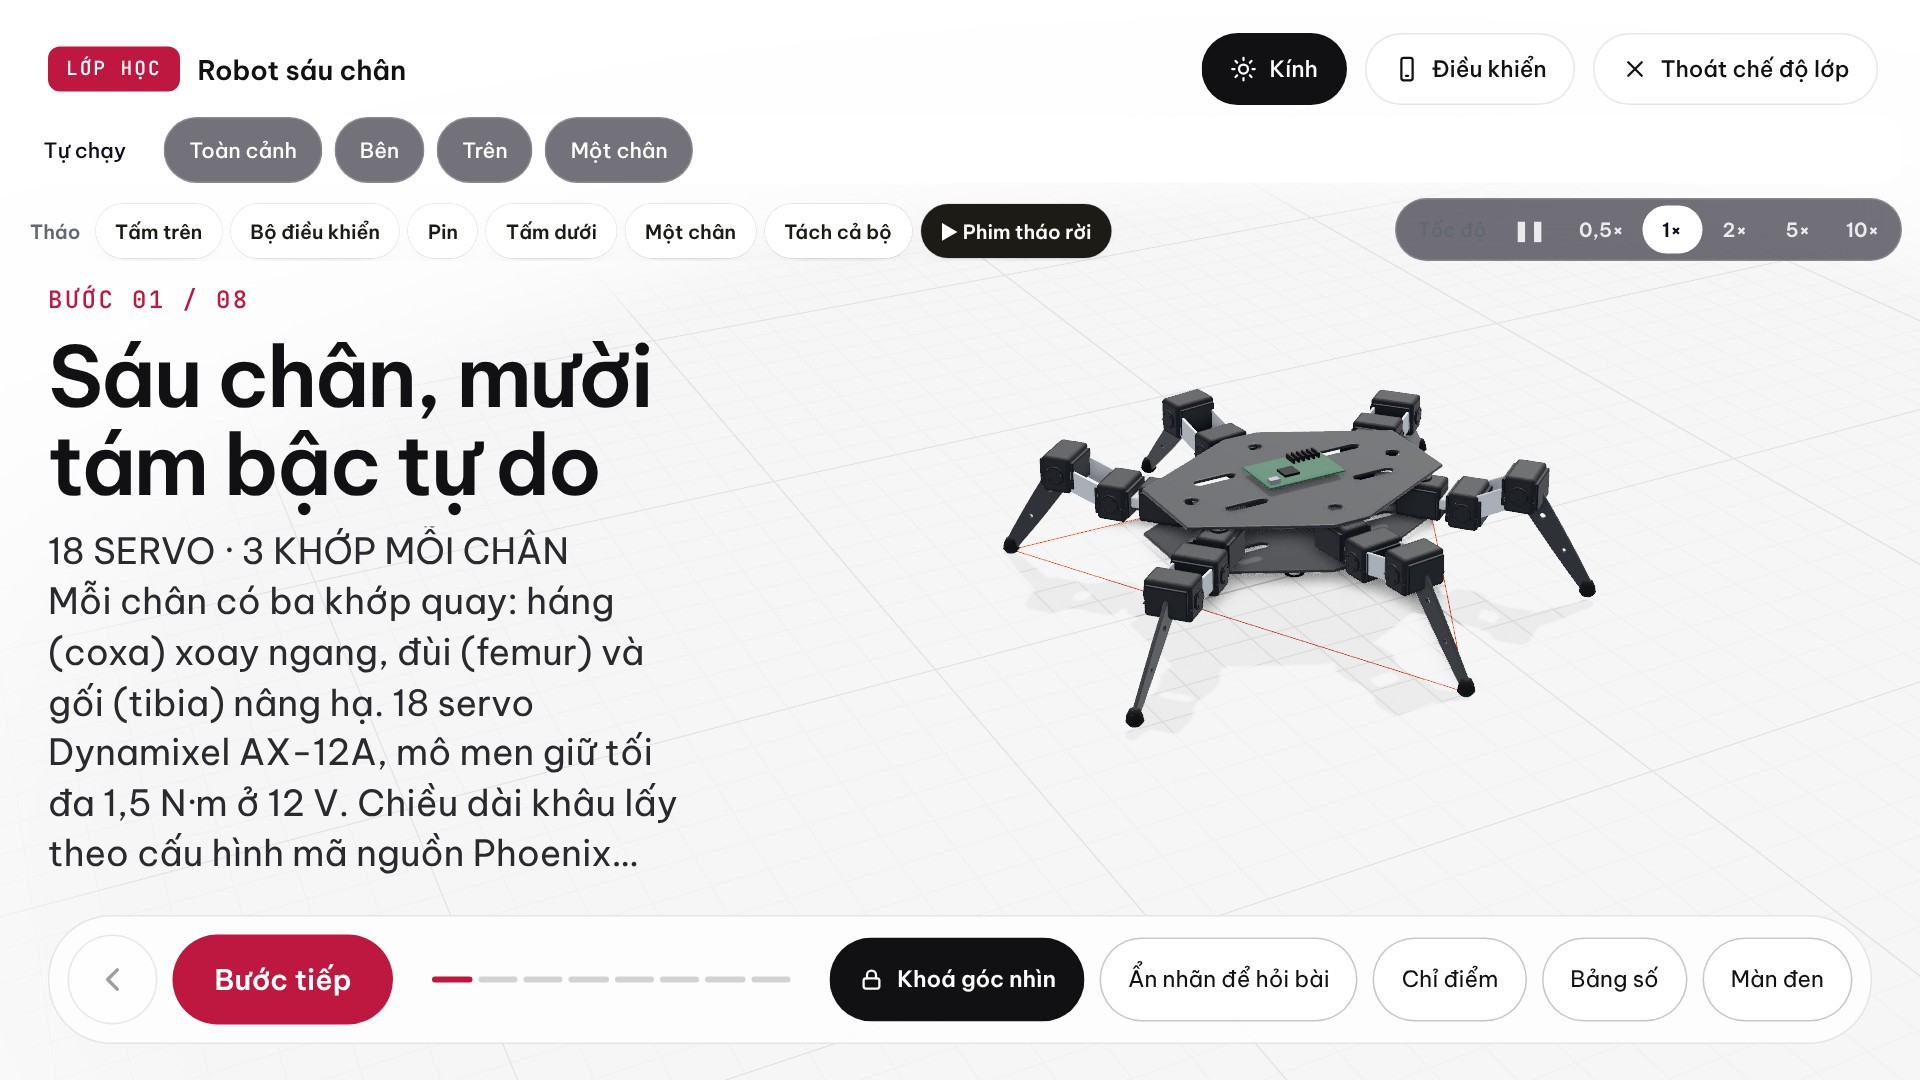 LỚP HỌC Robot sáu chân
Kính Điều khiển Thoát chế độ lớp
Tự chạy Toàn cảnh Bên Trên Một chân
Tháo Tấm trên Bộ điều khiển Pin Tấm dưới Một chân Tách cả bộ ▶ Phim tháo rời
Tốc độ ❚❚ 0,5× 1× 2× 5× 10×
BƯỚC 01 / 08
Sáu chân, mười
tám bậc tự do
18 SERVO · 3 KHỚP MỖI CHÂN
Mỗi chân có ba khớp quay: háng
(coxa) xoay ngang, đùi (femur) và
gối (tibia) nâng hạ. 18 servo
Dynamixel AX-12A, mô men giữ tối
đa 1,5 N·m ở 12 V. Chiều dài khâu lấy
theo cấu hình mã nguồn Phoenix...
Bước tiếp Khoá góc nhìn Ẩn nhãn để hỏi bài Chỉ điểm Bảng số Màn đen